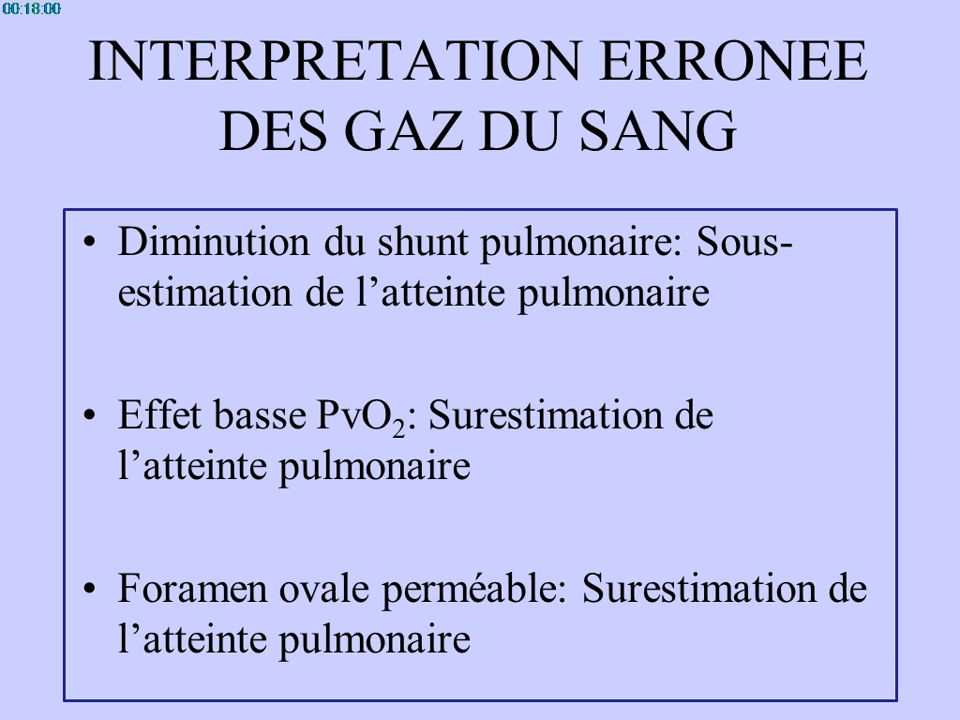 00:18:00
INTERPRETATION ERRONEE
DES GAZ DU SANG
• Diminution du shunt pulmonaire: Sous-
estimation de l’atteinte pulmonaire
• Effet basse PvO₂: Surestimation de
l’atteinte pulmonaire
• Foramen ovale perméable: Surestimation de
l’atteinte pulmonaire